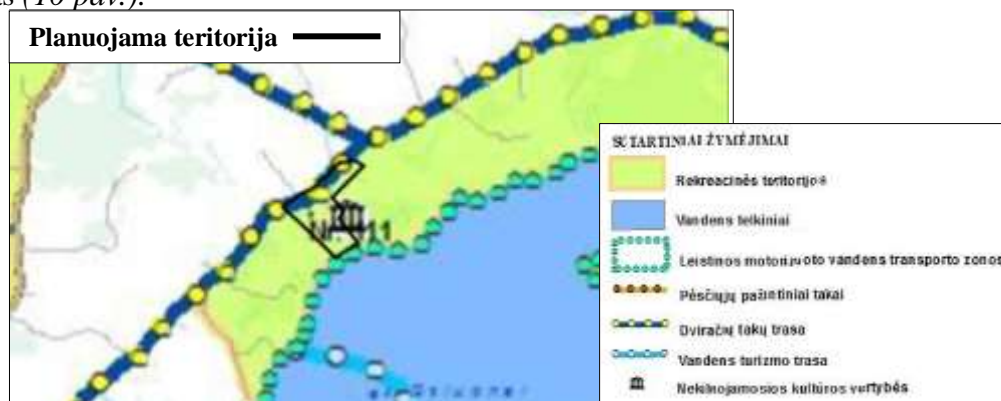 (10 pav.).
Planuojama teritorija
SUTARTINIAI ŽYMĖJIMAI
Rekreacinės teritorijos
Vandens telkiniai
Leistinos motorizuoto vandens transporto zonos
Pėsčiųjų pažintiniai takai
Dviračių takų trasa
Vandens turizmo trasa
Nekilnojamosios kultūros vertybės